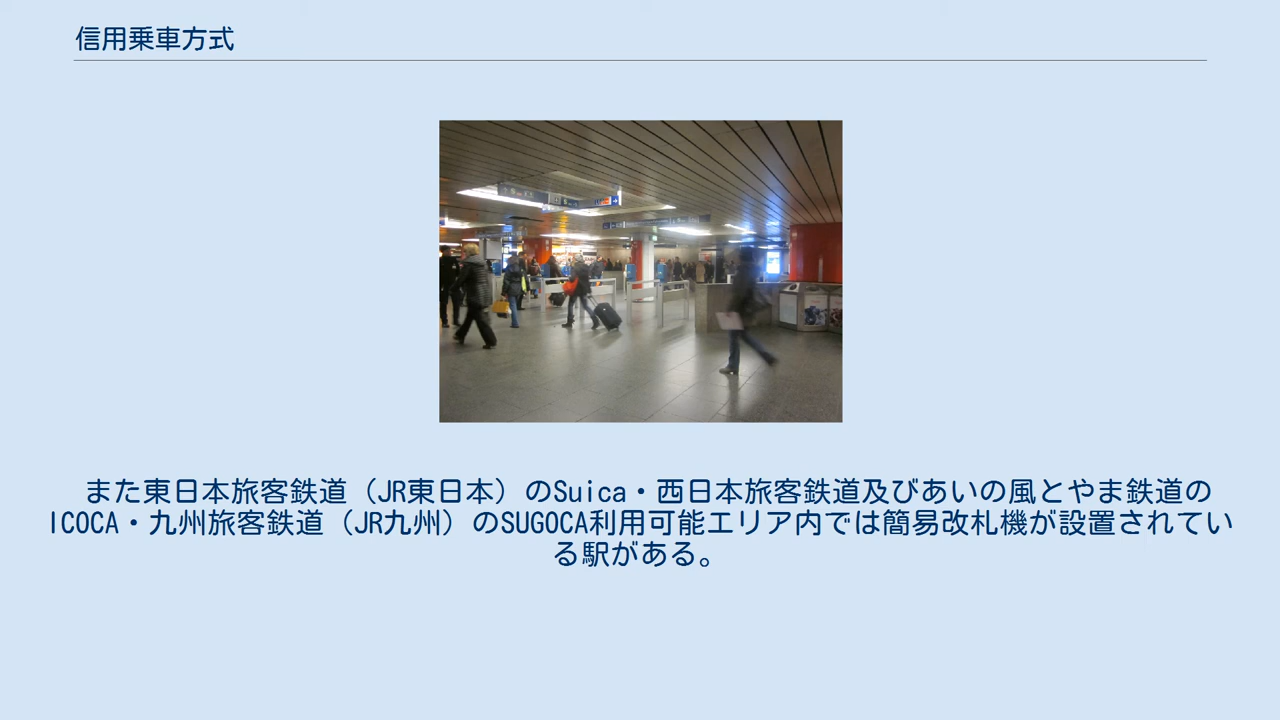 信用乗車方式
また東日本旅客鉄道（JR東日本）のSuica・西日本旅客鉄道及びあいの風とやま鉄道の
ICOCA・九州旅客鉄道（JR九州）のSUGOCA利用可能エリア内では簡易改札機が設置されてい
る駅がある。